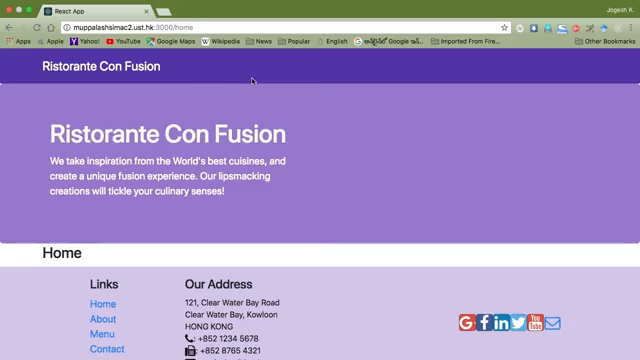 React App
Jogesh K.
muppalashsimac2.ust.hk:3000/home
Apps Apple Yahoo! YouTube Google Maps Wikipedia News Popular English Imported From Fire... Other Bookmarks
Ristorante Con Fusion
Ristorante Con Fusion
We take inspiration from the World's best cuisines, and
create a unique fusion experience. Our lipsmacking
creations will tickle your culinary senses!
Home
Links
Home
About
Menu
Contact
Our Address
121, Clear Water Bay Road
Clear Water Bay, Kowloon
HONG KONG
: +852 1234 5678
: +852 8765 4321